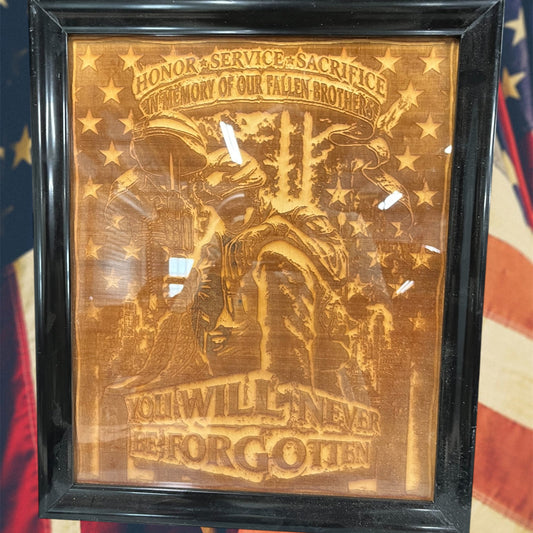 HONOR★SERVICE★SACRIFICE
IN MEMORY OF OUR FALLEN BROTHERS
YOU WILL NEVER
BE FORGOTTEN